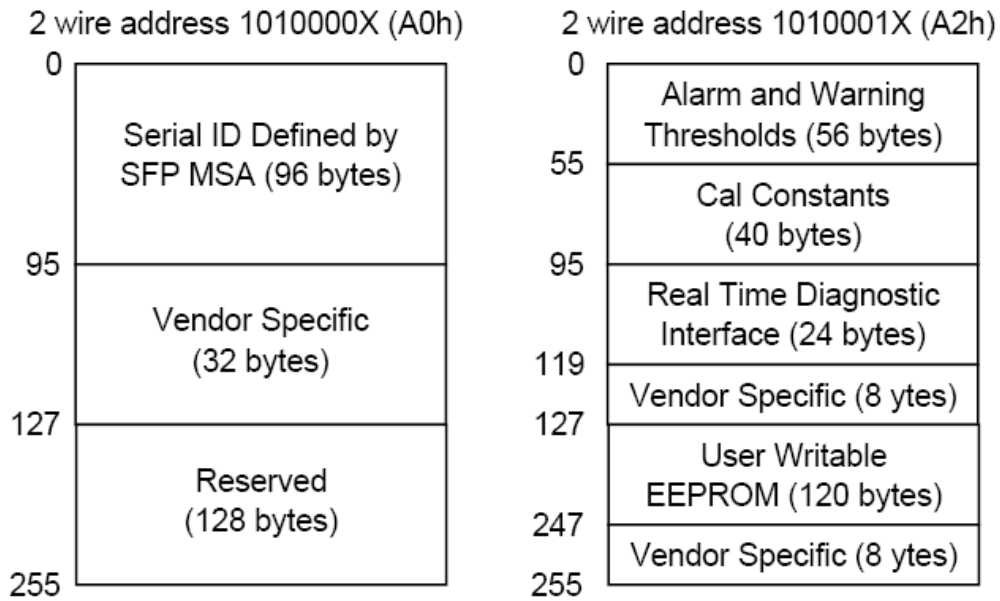 2 wire address 1010000X (A0h)
0
Serial ID Defined by
SFP MSA (96 bytes)
95
Vendor Specific
(32 bytes)
127
Reserved
(128 bytes)
255
2 wire address 1010001X (A2h)
0
Alarm and Warning
Thresholds (56 bytes)
55
Cal Constants
(40 bytes)
95
Real Time Diagnostic
Interface (24 bytes)
119
Vendor Specific (8 ytes)
127
User Writable
EEPROM (120 bytes)
247
Vendor Specific (8 ytes)
255